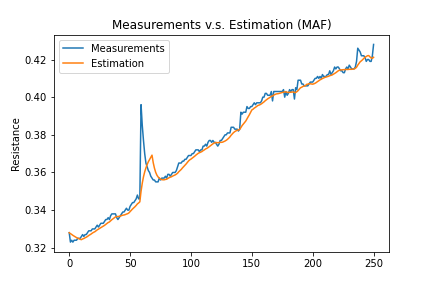 Measurements v.s. Estimation (MAF)
Measurements
Estimation
Resistance
0.42
0.40
0.38
0.36
0.34
0.32
0 50 100 150 200 250